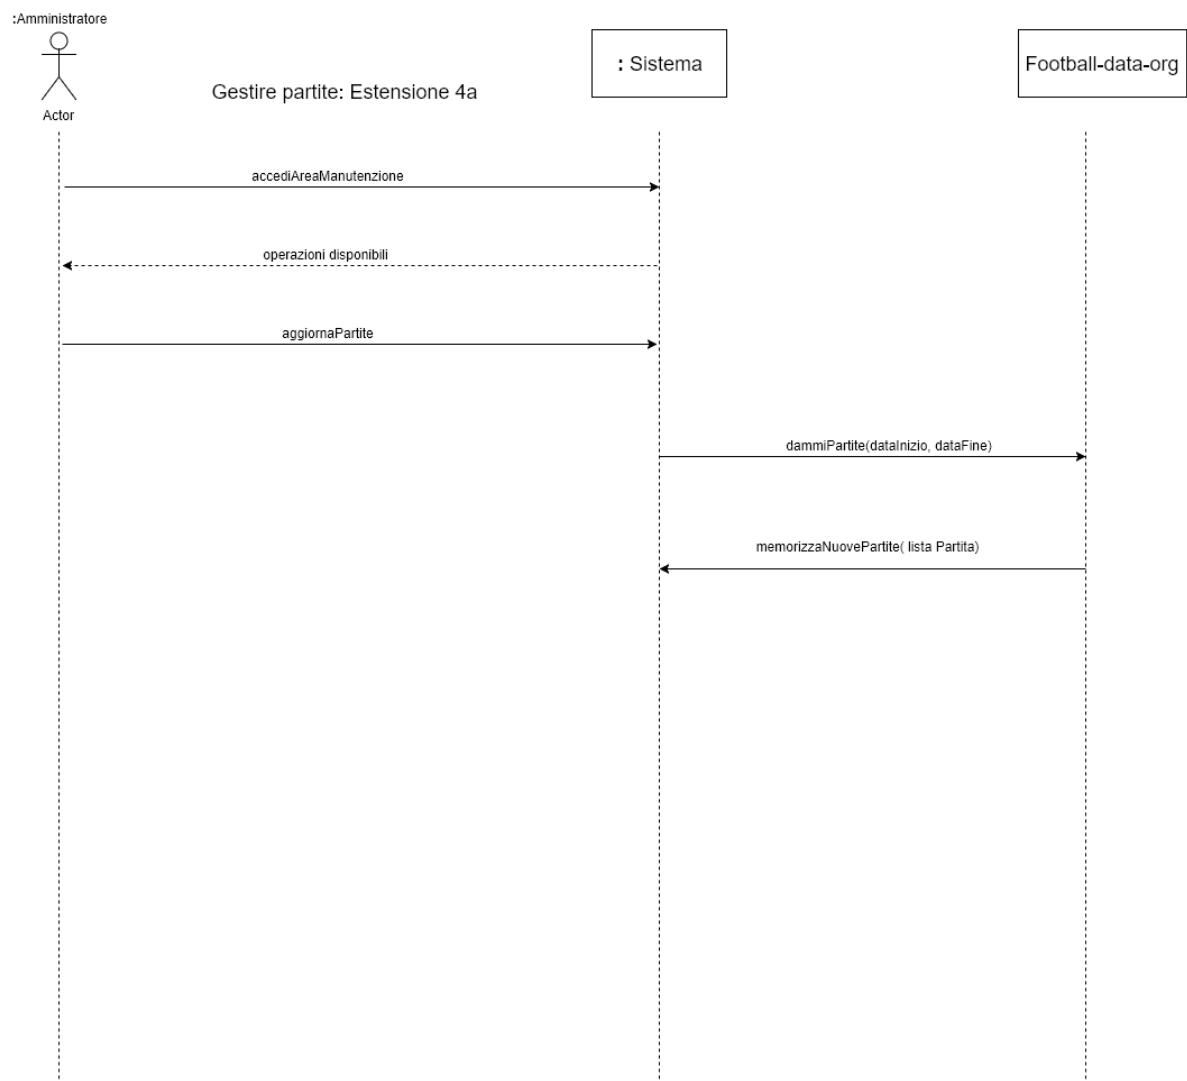 :Amministratore
Actor
Gestire partite: Estensione 4a
: Sistema
Football-data-org
accediAreaManutenzione
operazioni disponibili
aggiornaPartite
dammiPartite(dataInizio, dataFine)
memorizzaNuovePartite( lista Partita)